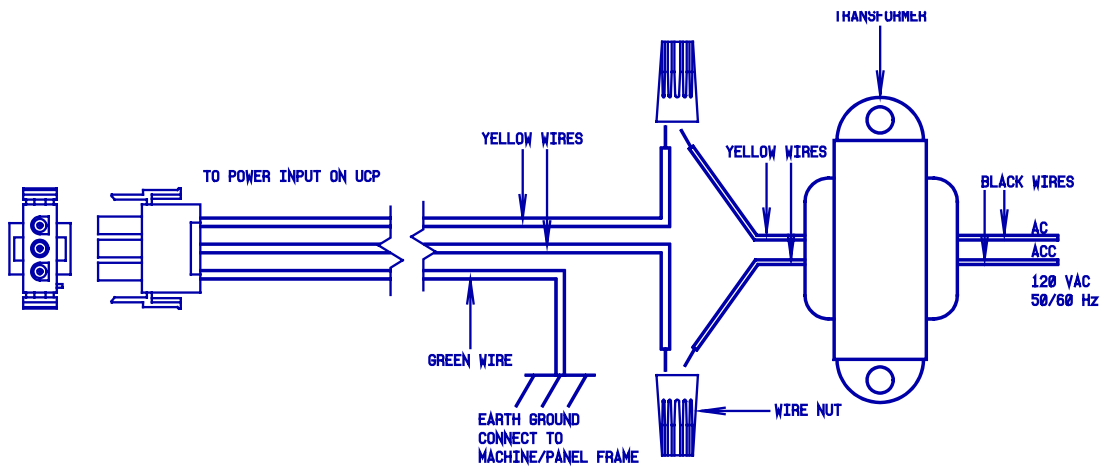 TRANSFORMER
YELLOW WIRES
YELLOW WIRES
TO POWER INPUT ON UCP
BLACK WIRES
AC
ACC
120 VAC
50/60 Hz
GREEN WIRE
WIRE NUT
EARTH GROUND
CONNECT TO
MACHINE/PANEL FRAME